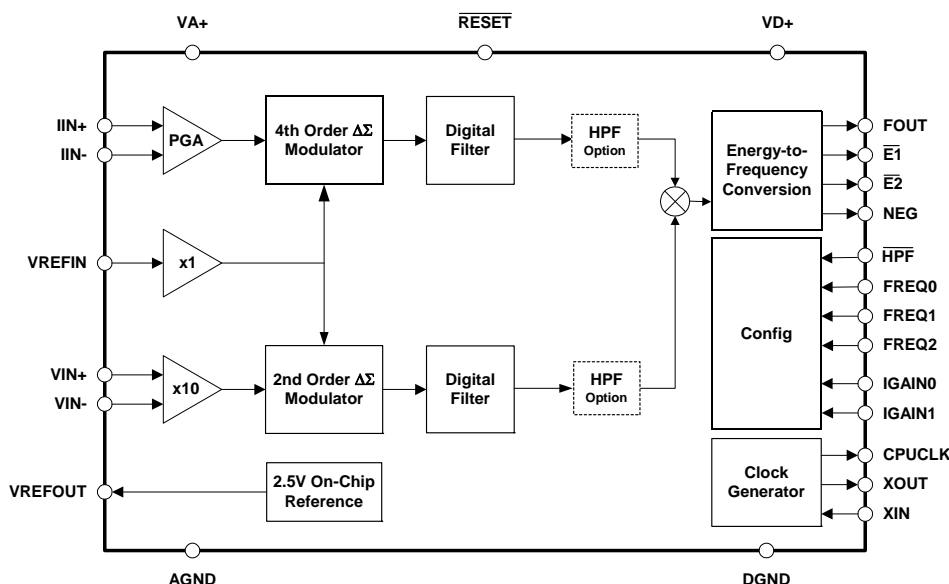 VA+
RESET
VD+
IIN+
IIN-
PGA
4th Order ΔΣ
Modulator
Digital
Filter
HPF
Option
Energy-to-
Frequency
Conversion
FOUT
E1
E2
NEG
VREFIN
x1
Config
HPF
FREQ0
FREQ1
FREQ2
IGAIN0
IGAIN1
VIN+
VIN-
x10
2nd Order ΔΣ
Modulator
Digital
Filter
HPF
Option
VREFOUT
2.5V On-Chip
Reference
Clock
Generator
CPUCLK
XOUT
XIN
AGND
DGND